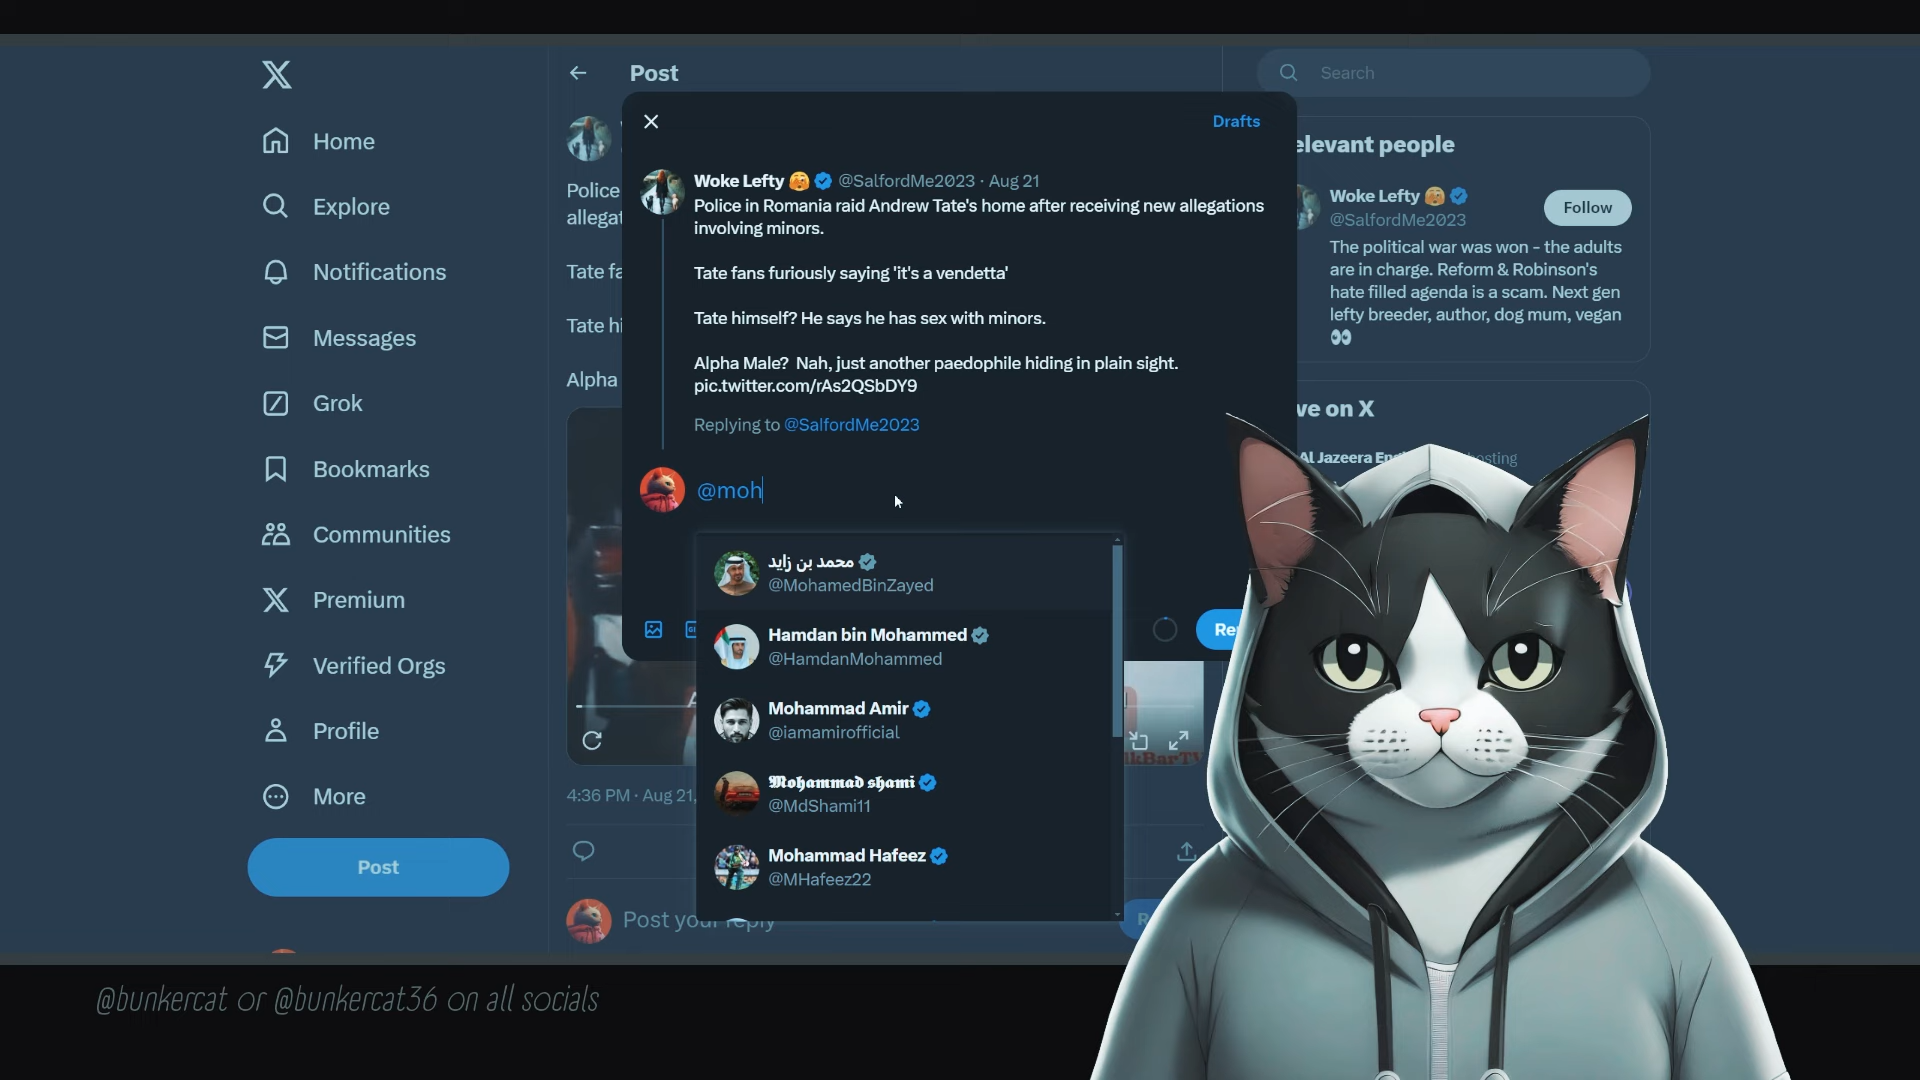 Home
Explore
Notifications
Messages
Grok
Bookmarks
Communities
Premium
Verified Orgs
Profile
More
Post
Post
Police
Tate
Alpha
4:36 PM · Aug 21,
Post your reply
Drafts
Woke Lefty 🫣 @SalfordMe2023 · Aug 21
Police in Romania raid Andrew Tate's home after receiving new allegations
involving minors.
Tate fans furiously saying 'it's a vendetta'
Tate himself? He says he has sex with minors.
Alpha Male?  Nah, just another paedophile hiding in plain sight.
pic.twitter.com/rAs2QSbDY9
Replying to @SalfordMe2023
@moh
محمد بن زايد
@MohamedBinZayed
Hamdan bin Mohammed
@HamdanMohammed
Mohammad Amir
@iamamirofficial
𝕸𝖔𝖍𝖆𝖒𝖒𝖆𝖉 𝖘𝖍𝖆𝖒𝖎
@MdShami11
Mohammad Hafeez
@MHafeez22
Search
people
Woke Lefty 🫣
@SalfordMe2023
Follow
The political war was won - the adults
are in charge. Reform & Robinson's
hate filled agenda is a scam. Next gen
lefty breeder, author, dog mum, vegan
👀
on X
Al Jazeera
@bunkercat or @bunkercat36 on all socials